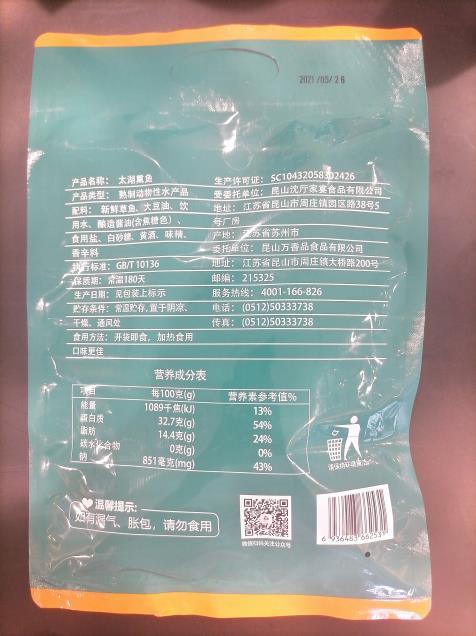 2021/05/26
产品名称： 太湖熏鱼
产品类型： 熟制动物性水产品
配料： 新鲜草鱼、大豆油、饮
用水、酿造酱油(含焦糖色)、
食用盐、白砂糖、黄酒、味精、
香辛料
执行标准：GB/T 10136
保质期：常温180天
生产日期：见包装上标示
贮存条件：常温贮存,置于阴凉、
干燥、通风处
食用方法：开袋即食，加热食用
口味更佳
生产许可证： SC10432058302426
受委托单位： 昆山沈厅家宴食品有限公司
地址： 江苏省昆山市周庄镇园区路38号5
号厂房
产地：江苏省苏州市
委托单位： 昆山万香品食品有限公司
地址： 江苏省昆山市周庄镇大桥路200号
邮编： 215325
服务热线： 4001-166-826
电话： (0512)50333738
传真： (0512)50333738
营养成分表
项目 每100克(g) 营养素参考值%
能量 1089千焦(kJ) 13%
蛋白质 32.7克(g) 54%
脂肪 14.4克(g) 24%
碳水化合物 0克(g) 0%
钠 851毫克(mg) 43%
温馨提示:
如有漏气、胀包，请勿食用
微信扫码关注公众号